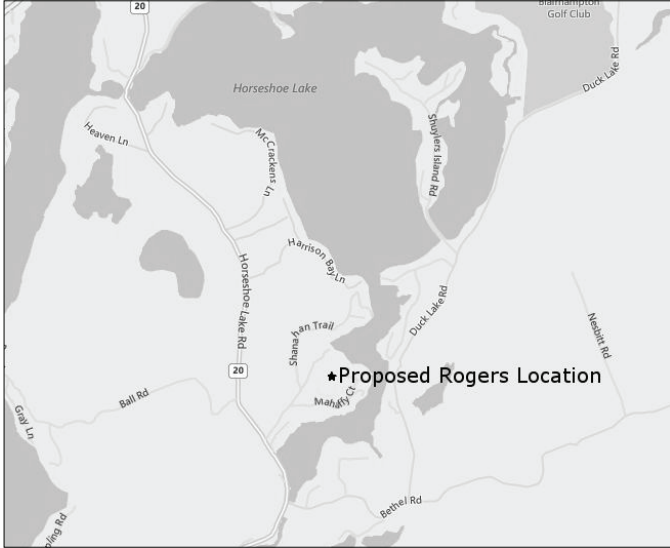 20
Blairhampton
Golf Club
Duck Lake Rd
Horseshoe Lake
Heaven Ln
McCrackens Ln
Shuylers Island Rd
Harrison Bay Ln
Horseshoe Lake Rd
Duck Lake Rd
Shanahan Trail
Nesbitt Rd
20
Proposed Rogers Location
Ball Rd
Mahaffy Ct
Gray Ln
Bethel Rd
pling Rd